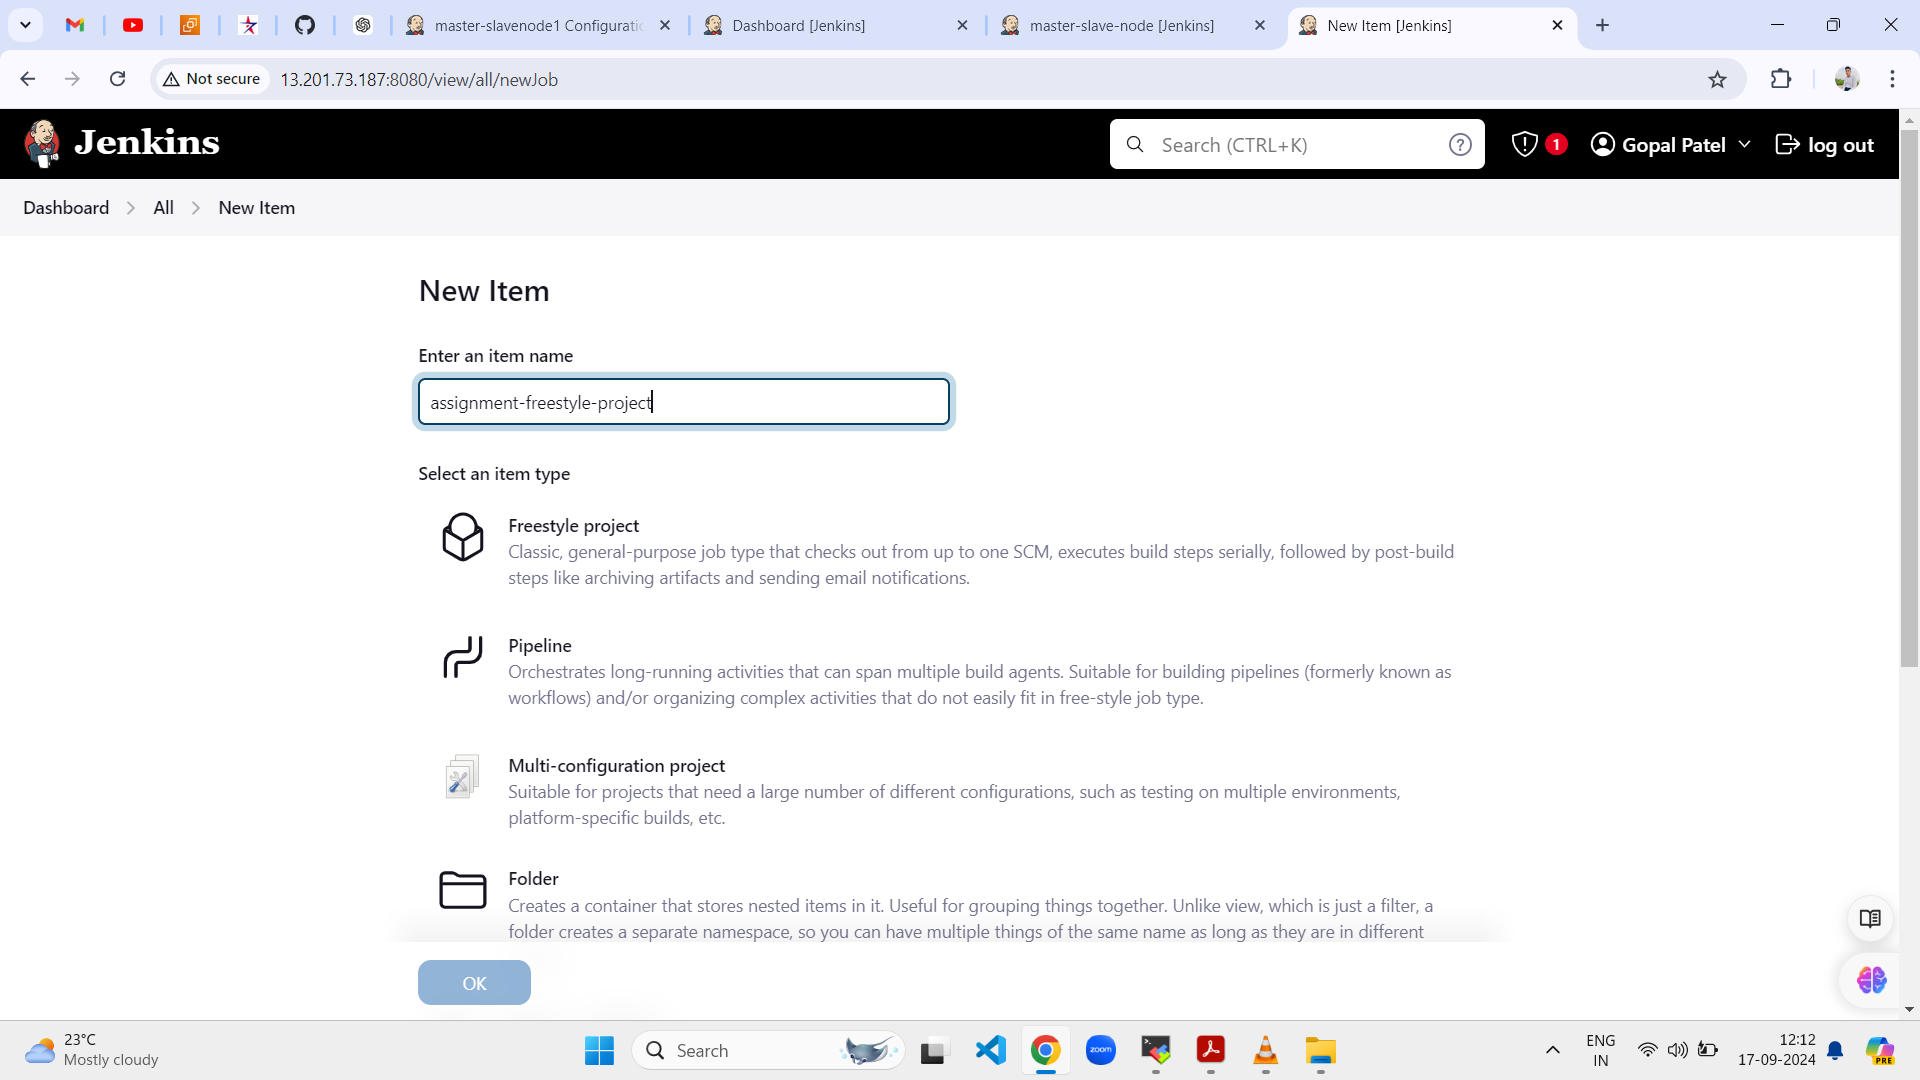 master-slavenode1 Configuratio
Dashboard [Jenkins]
master-slave-node [Jenkins]
New Item [Jenkins]
Not secure
13.201.73.187:8080/view/all/newJob
Jenkins
Search (CTRL+K)
1
Gopal Patel
log out
Dashboard
All
New Item
New Item
Enter an item name
assignment-freestyle-project
Select an item type
Freestyle project
Classic, general-purpose job type that checks out from up to one SCM, executes build steps serially, followed by post-build
steps like archiving artifacts and sending email notifications.
Pipeline
Orchestrates long-running activities that can span multiple build agents. Suitable for building pipelines (formerly known as
workflows) and/or organizing complex activities that do not easily fit in free-style job type.
Multi-configuration project
Suitable for projects that need a large number of different configurations, such as testing on multiple environments,
platform-specific builds, etc.
Folder
Creates a container that stores nested items in it. Useful for grouping things together. Unlike view, which is just a filter, a
folder creates a separate namespace, so you can have multiple things of the same name as long as they are in different
OK
23°C
Mostly cloudy
Search
zoom
ENG
IN
12:12
17-09-2024
PRE